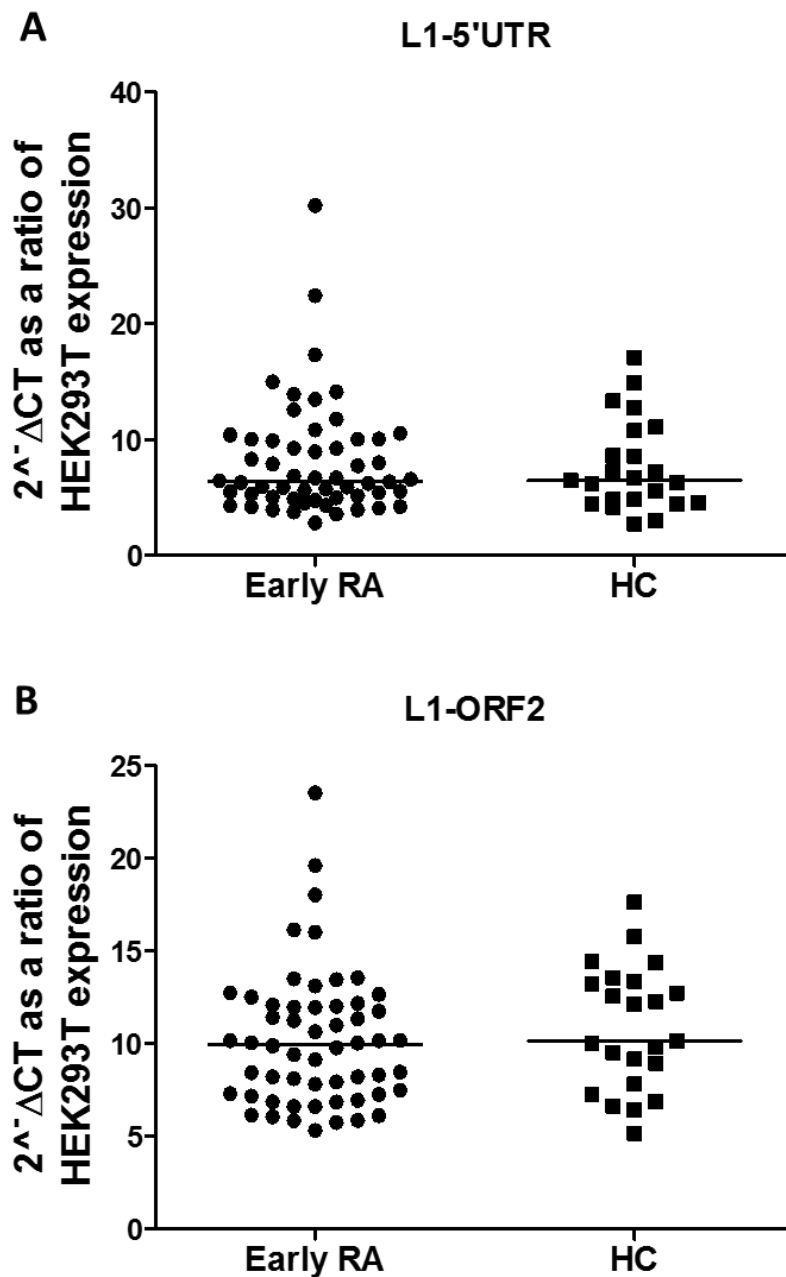 A
L1-5'UTR
2^-ΔCT as a ratio of
HEK293T expression
40
30
20
10
0
Early RA
HC
B
L1-ORF2
2^-ΔCT as a ratio of
HEK293T expression
25
20
15
10
5
0
Early RA
HC